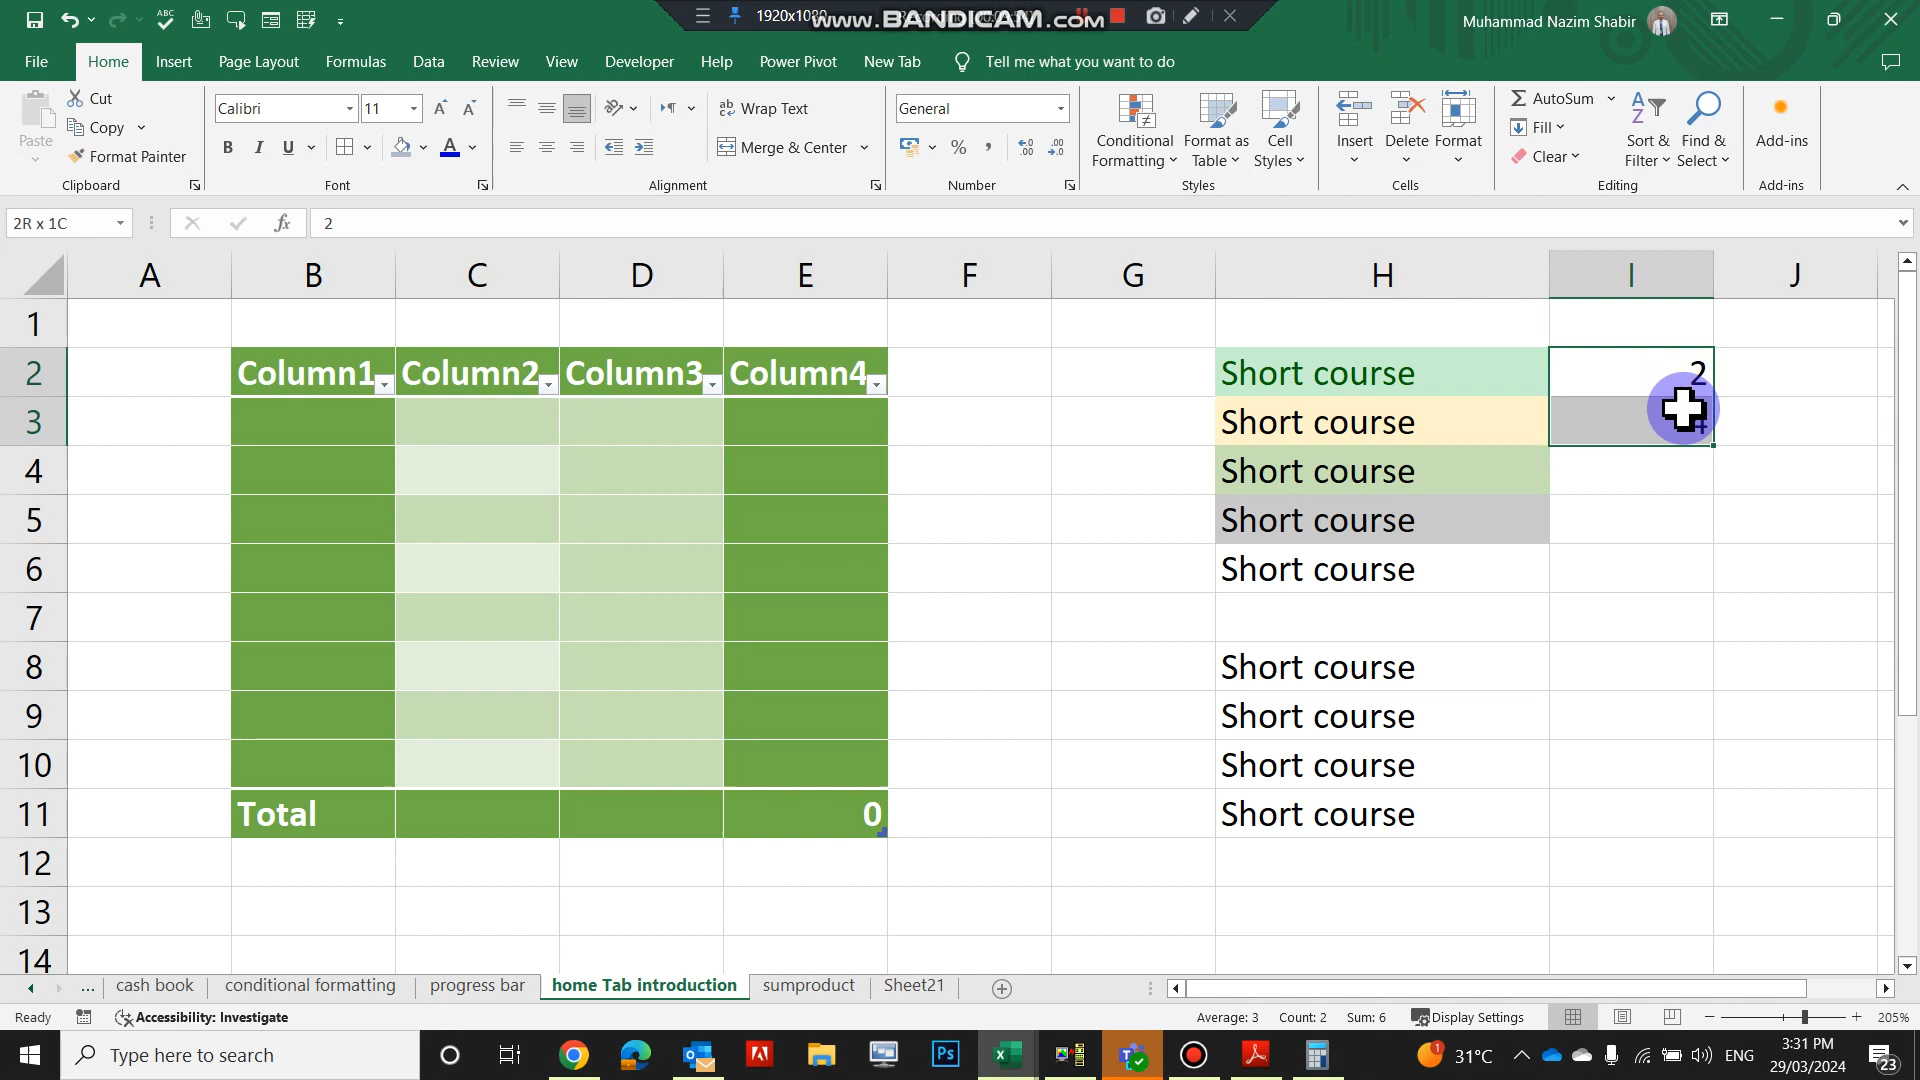 1920x1080
www.BANDICAM.com
Muhammad Nazim Shabir
File Home Insert Page Layout Formulas Data Review View Developer Help Power Pivot New Tab Tell me what you want to do
Paste
Cut
Copy
Format Painter
Clipboard
Calibri 11
B I U
Font
Wrap Text
Merge & Center
Alignment
General
% ,
Number
Conditional Formatting
Format as Table
Cell Styles
Styles
Insert
Delete
Format
Cells
AutoSum
Fill
Clear
Sort & Filter
Find & Select
Editing
Add-ins
Add-ins
2R x 1C fx 2
A B C D E F G H I J
1
2 Column1 Column2 Column3 Column4 Short course 2
3 Short course 4
4 Short course
5 Short course
6 Short course
7
8 Short course
9 Short course
10 Short course
11 Total 0 Short course
12
13
14
... cash book conditional formatting progress bar home Tab introduction sumproduct Sheet21
Ready Accessibility: Investigate Average: 3 Count: 2 Sum: 6 Display Settings 205%
Type here to search
Ps
31°C
ENG
3:31 PM
29/03/2024
23